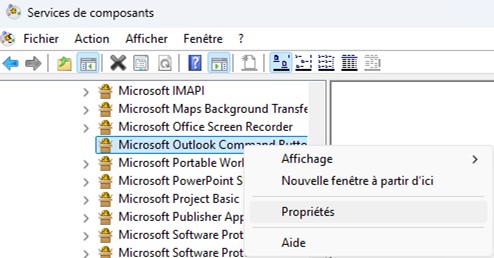 Services de composants
Fichier Action Afficher Fenêtre ?
Microsoft IMAPI
Microsoft Maps Background Transfe
Microsoft Office Screen Recorder
Microsoft Outlook Command Butto
Microsoft Portable Wor
Microsoft PowerPoint S
Microsoft Project Basic
Microsoft Publisher App
Microsoft Software Prot
Microsoft Software Prot
Affichage
Nouvelle fenêtre à partir d'ici
Propriétés
Aide